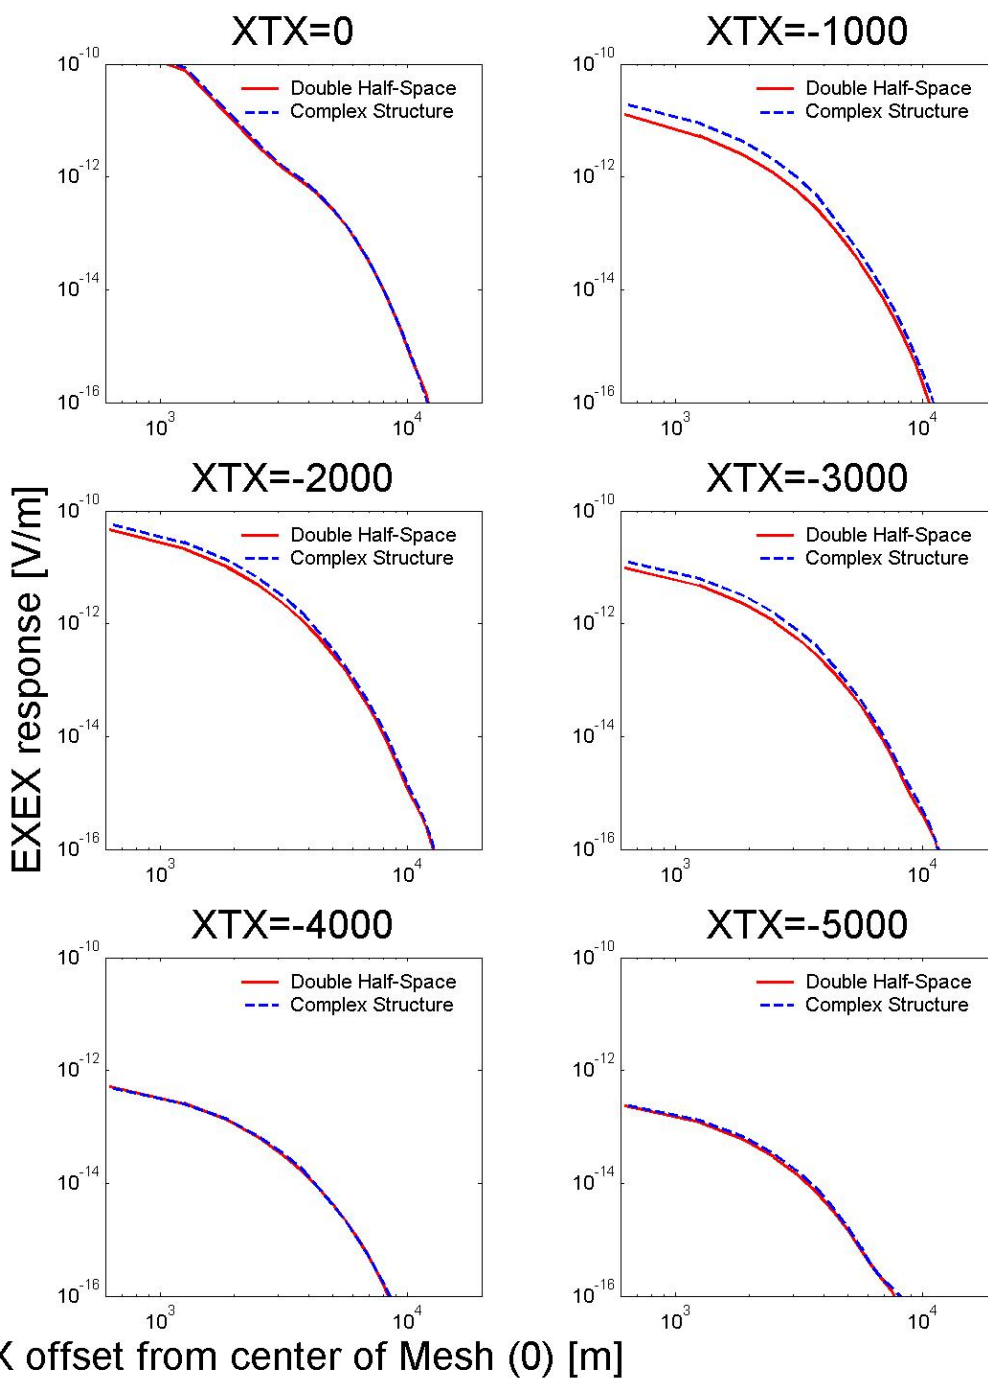 XTX=0
10^-10
10^-12
10^-14
10^-16
10^3
10^4
Double Half-Space
Complex Structure
XTX=-1000
10^-10
10^-12
10^-14
10^-16
10^3
10^4
Double Half-Space
Complex Structure
EXEX response [V/m]
XTX=-2000
10^-10
10^-12
10^-14
10^-16
10^3
10^4
Double Half-Space
Complex Structure
XTX=-3000
10^-10
10^-12
10^-14
10^-16
10^3
10^4
Double Half-Space
Complex Structure
XTX=-4000
10^-10
10^-12
10^-14
10^-16
10^3
10^4
Double Half-Space
Complex Structure
XTX=-5000
10^-10
10^-12
10^-14
10^-16
10^3
10^4
Double Half-Space
Complex Structure
X offset from center of Mesh (0) [m]